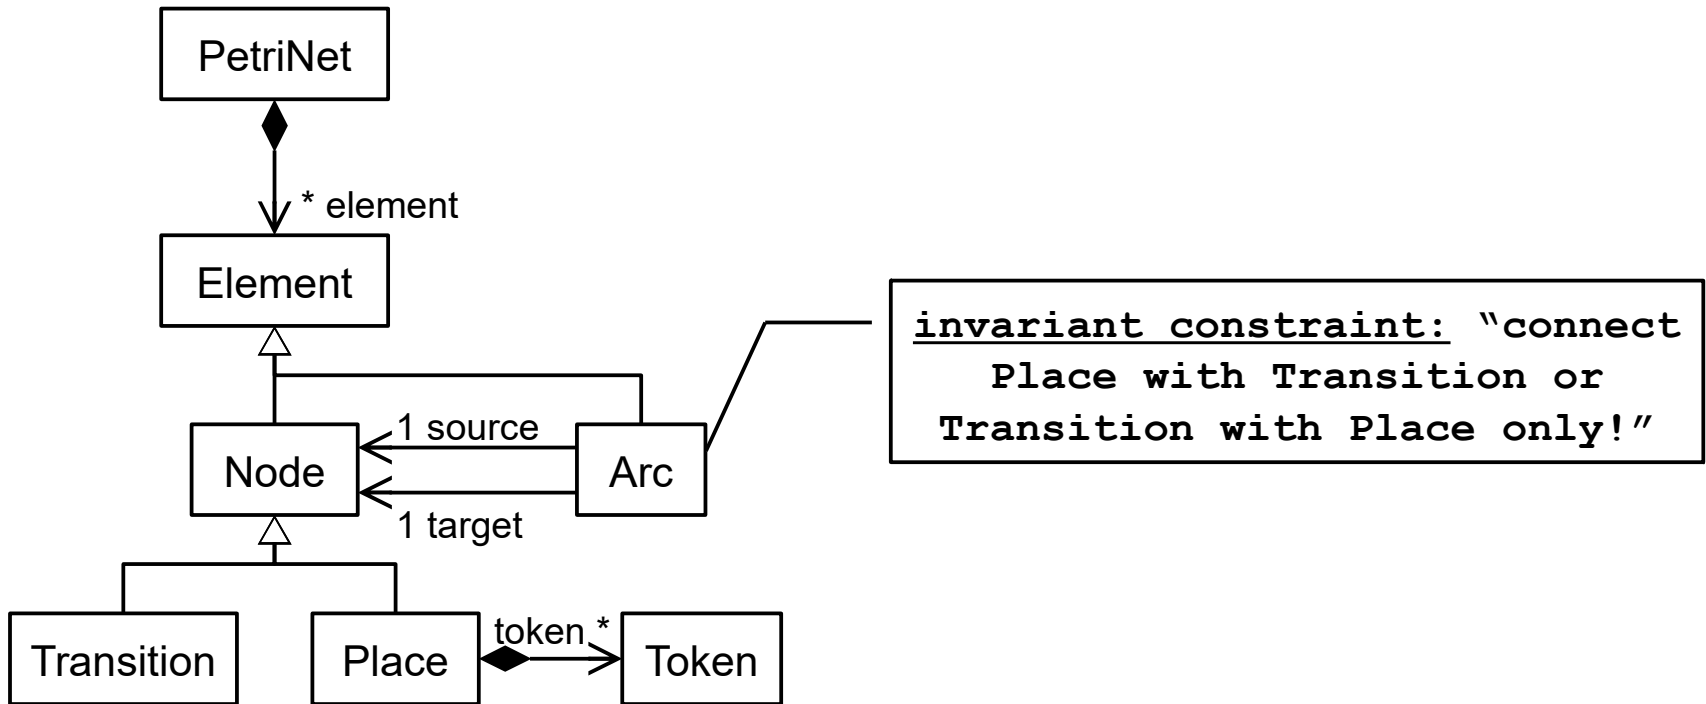 PetriNet
* element
Element
invariant constraint: “connect
Place with Transition or
Transition with Place only!”
1 source
Node
Arc
1 target
Transition
Place
token *
Token